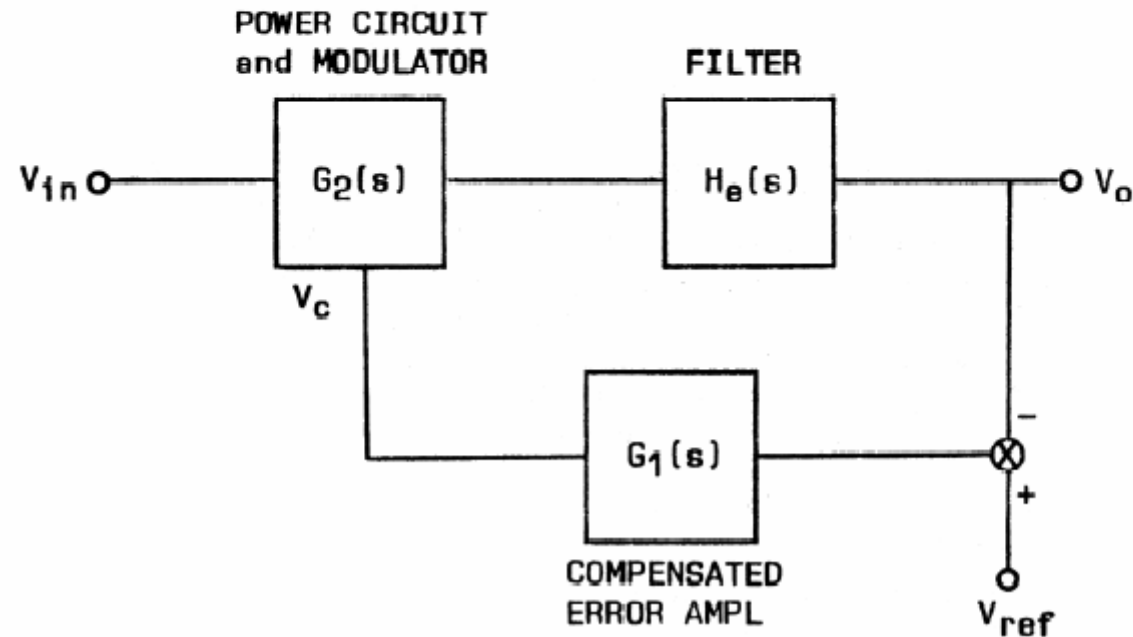 POWER CIRCUIT
and MODULATOR
FILTER
Vin
G2(s)
He(s)
Vo
Vc
G1(s)
-
+
COMPENSATED
ERROR AMPL
Vref